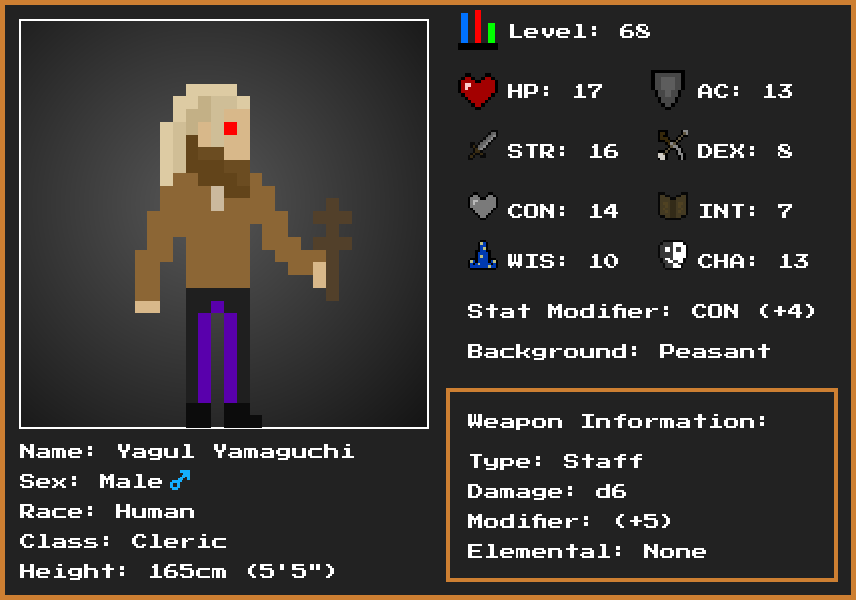 Level: 68
HP: 17
AC: 13
STR: 16
DEX: 8
CON: 14
INT: 7
WIS: 10
CHA: 13
Stat Modifier: CON (+4)
Background: Peasant
Weapon Information:
Type: Staff
Damage: d6
Modifier: (+5)
Elemental: None
Name: Yagul Yamaguchi
Sex: Male ♂
Race: Human
Class: Cleric
Height: 165cm (5'5")